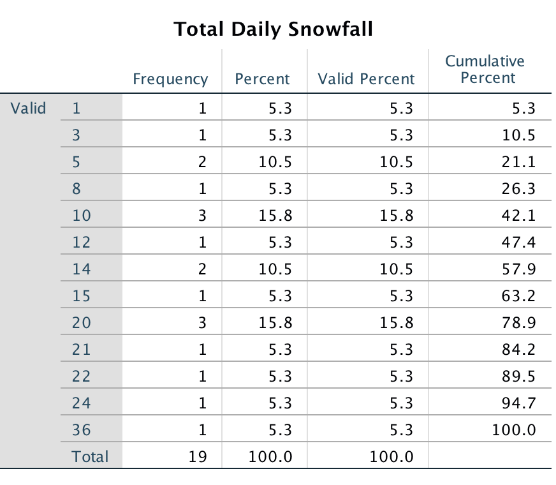 Total Daily Snowfall
Frequency Percent Valid Percent Cumulative Percent
Valid 1 1 5.3 5.3 5.3
3 1 5.3 5.3 10.5
5 2 10.5 10.5 21.1
8 1 5.3 5.3 26.3
10 3 15.8 15.8 42.1
12 1 5.3 5.3 47.4
14 2 10.5 10.5 57.9
15 1 5.3 5.3 63.2
20 3 15.8 15.8 78.9
21 1 5.3 5.3 84.2
22 1 5.3 5.3 89.5
24 1 5.3 5.3 94.7
36 1 5.3 5.3 100.0
Total 19 100.0 100.0